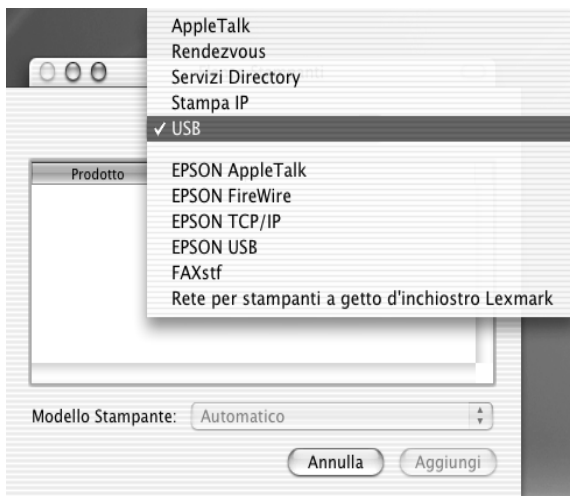 AppleTalk
Rendezvous
Servizi Directory
Stampa IP
✓ USB
EPSON AppleTalk
EPSON FireWire
EPSON TCP/IP
EPSON USB
FAXstf
Rete per stampanti a getto d'inchiostro Lexmark
Prodotto
Modello Stampante: Automatico
Annulla Aggiungi